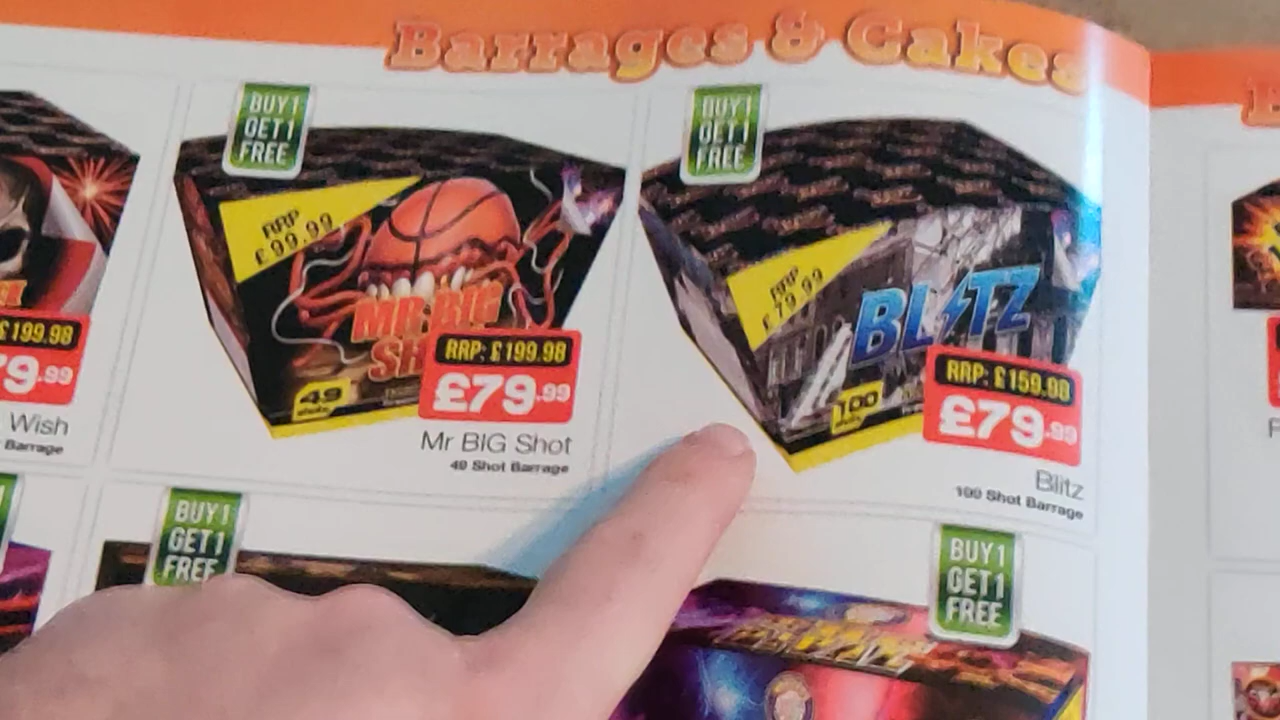 Barrages & Cakes
BUY 1
GET 1
FREE
RRP
£99.99
MR BIG
SH
49
shots
RRP: £199.98
£79.99
Mr BIG Shot
49 Shot Barrage
BUY 1
GET 1
FREE
RRP
£79.99
BLITZ
100
shots
RRP: £159.98
£79.99
Blitz
100 Shot Barrage
£199.98
79.99
Wish
Barrage
BUY 1
GET 1
FREE
BUY 1
GET 1
FREE